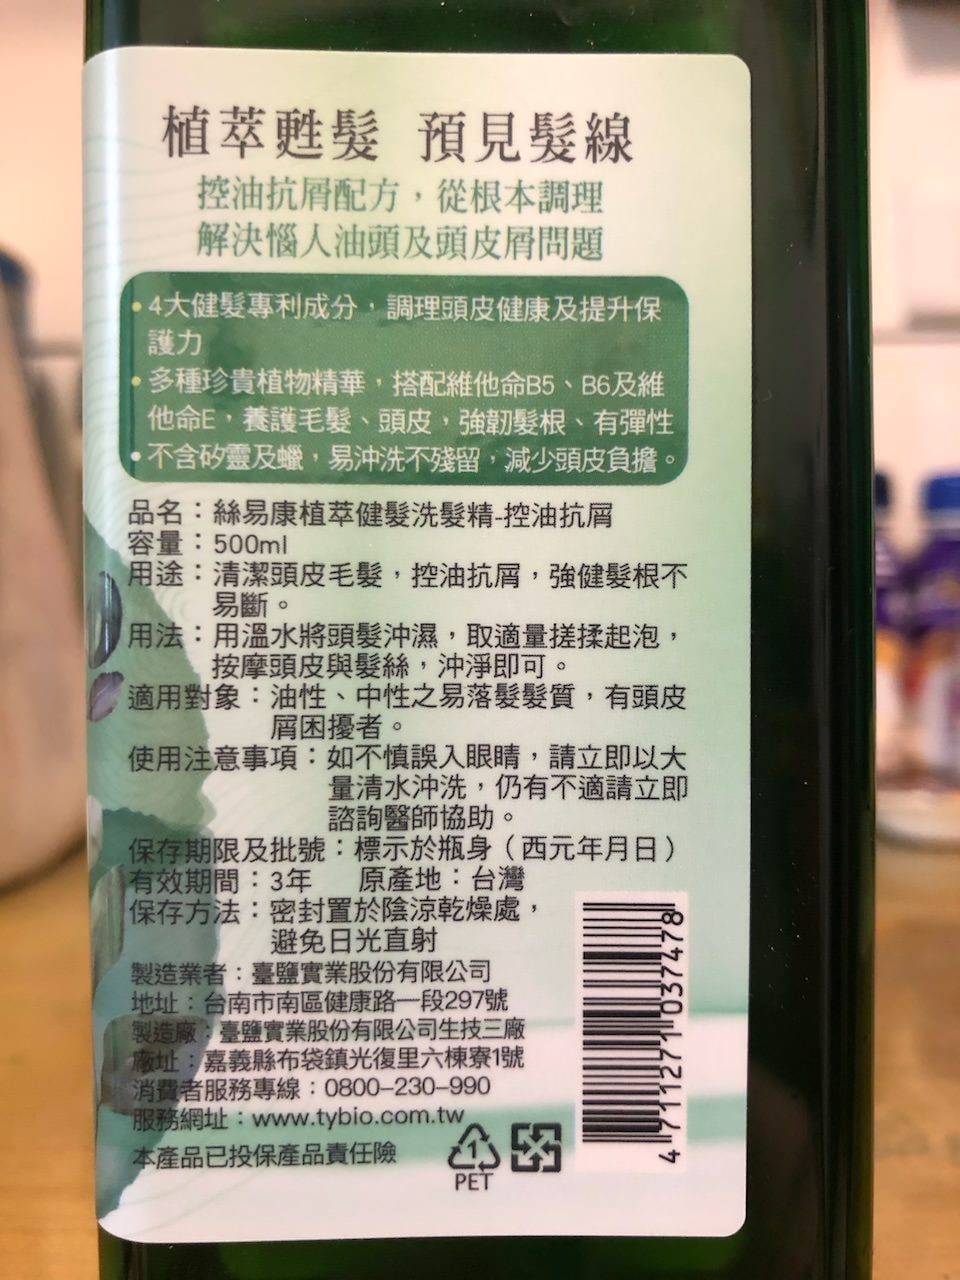 植萃甦髮 預見髮線
控油抗屑配方，從根本調理
解決惱人油頭及頭皮屑問題
•4大健髮專利成分，調理頭皮健康及提升保
護力
•多種珍貴植物精華，搭配維他命B5、B6及維
他命E，養護毛髮、頭皮，強韌髮根、有彈性
•不含矽靈及蠟，易沖洗不殘留，減少頭皮負擔。
品名：絲易康植萃健髮洗髮精-控油抗屑
容量：500ml
用途：清潔頭皮毛髮，控油抗屑，強健髮根不
易斷。
用法：用溫水將頭髮沖濕，取適量搓揉起泡，
按摩頭皮與髮絲，沖淨即可。
適用對象：油性、中性之易落髮髮質，有頭皮
屑困擾者。
使用注意事項：如不慎誤入眼睛，請立即以大
量清水沖洗，仍有不適請立即
諮詢醫師協助。
保存期限及批號：標示於瓶身（西元年月日）
有效期間：3年 原產地：台灣
保存方法：密封置於陰涼乾燥處，
避免日光直射
製造業者：臺鹽實業股份有限公司
地址：台南市南區健康路一段297號
製造廠：臺鹽實業股份有限公司生技三廠
廠址：嘉義縣布袋鎮光復里六棟寮1號
消費者服務專線：0800-230-990
服務網址：www.tybio.com.tw
本產品已投保產品責任險
1
PET
4711271037478